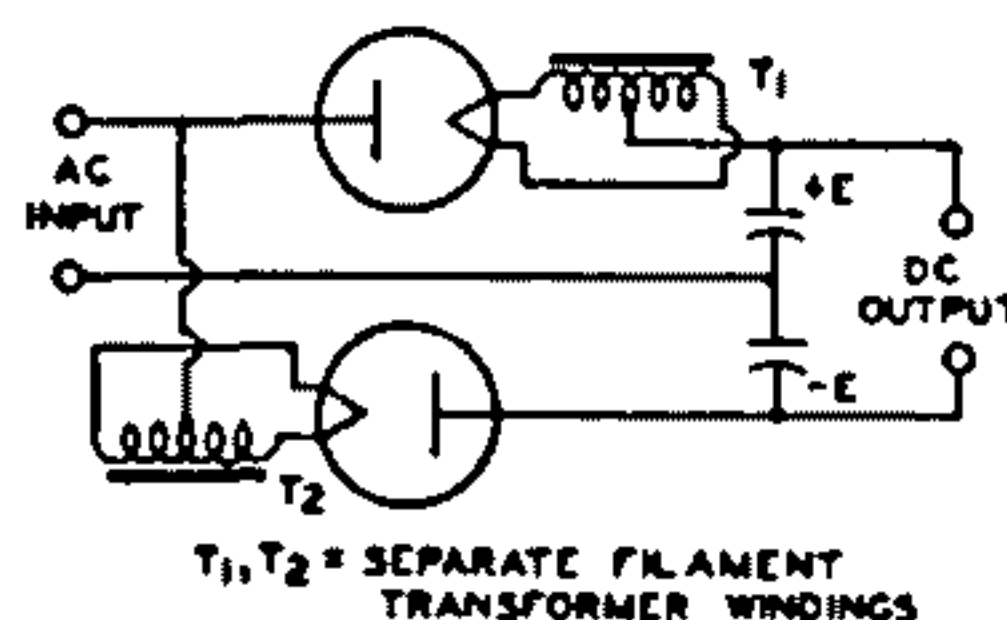 T1
AC
INPUT
+E
DC
OUTPUT
-E
T2
T1, T2 = SEPARATE FILAMENT
TRANSFORMER WINDINGS